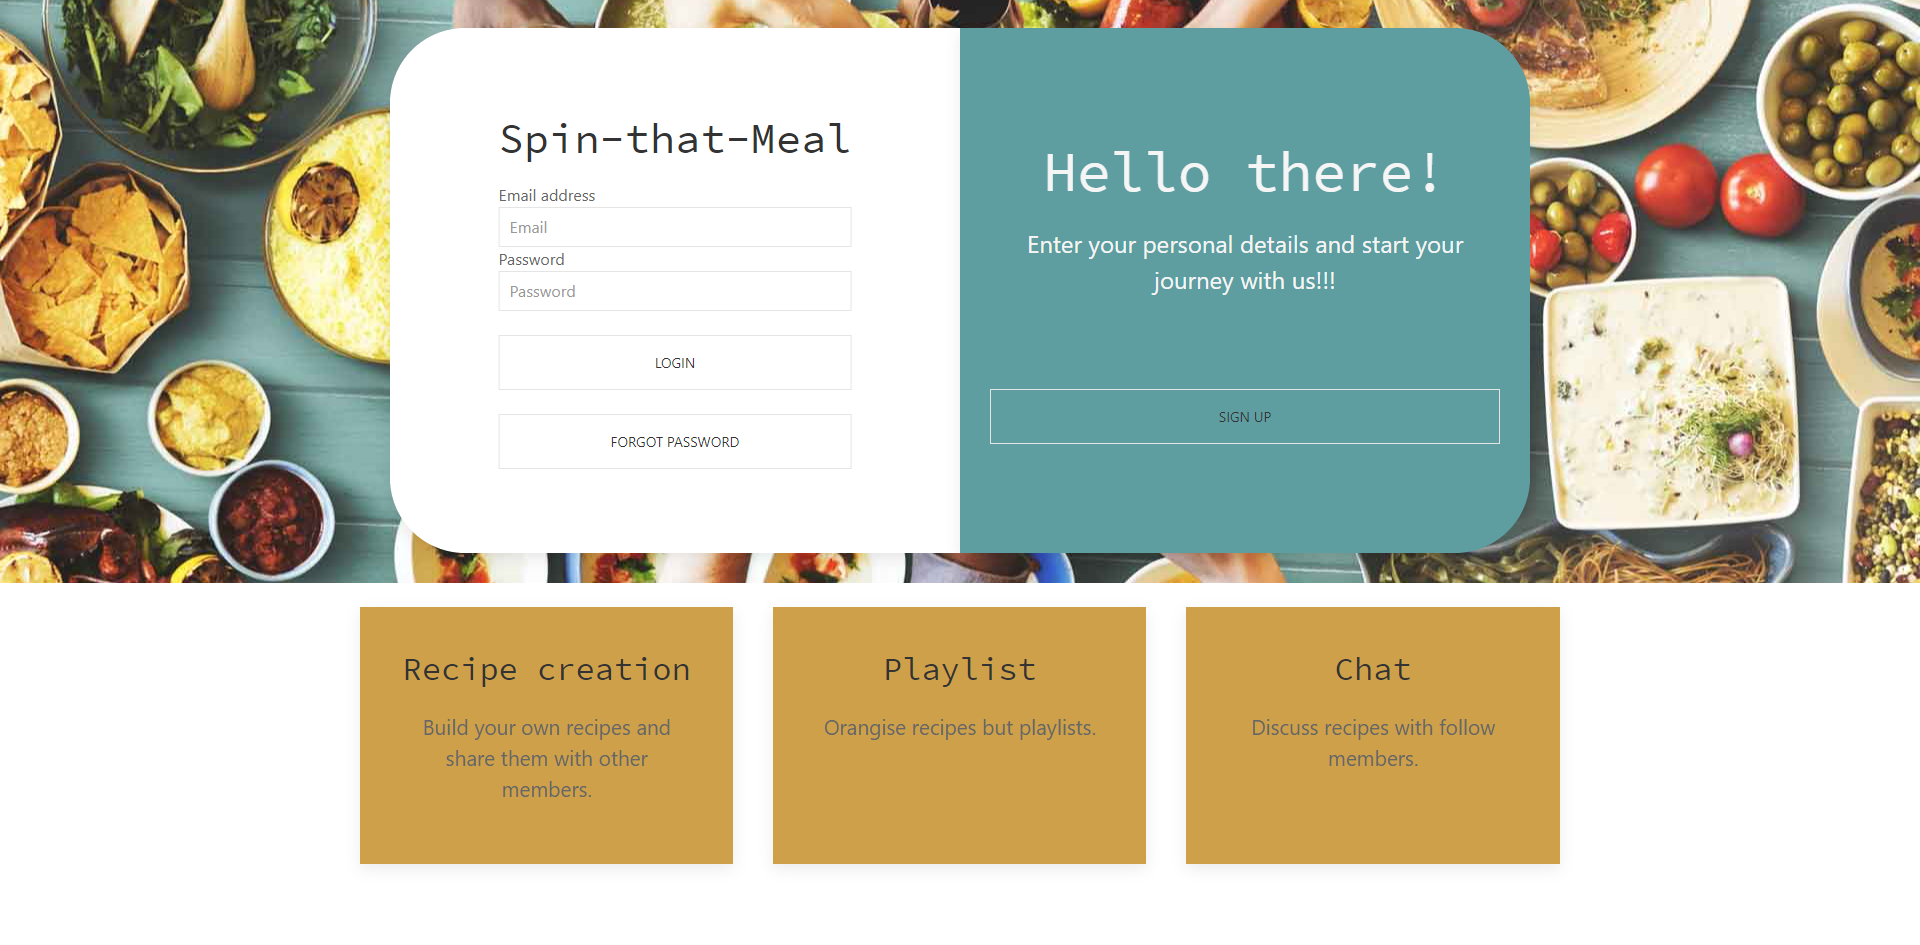 Spin-that-Meal
Email address
Email
Password
Password
LOGIN
FORGOT PASSWORD
Hello there!
Enter your personal details and start your
journey with us!!!
SIGN UP
Recipe creation
Build your own recipes and
share them with other
members.
Playlist
Orangise recipes but playlists.
Chat
Discuss recipes with follow
members.